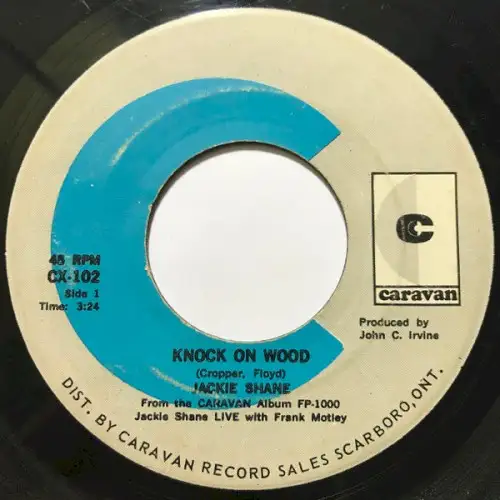 45 RPM
CX-102
Side 1
Time: 3:24
C
caravan
Produced by
John C. Irvine
KNOCK ON WOOD
(Cropper, Floyd)
JACKIE SHANE
From the CARAVAN Album FP-1000
Jackie Shane LIVE with Frank Motley
DIST. BY CARAVAN RECORD SALES SCARBORO, ONT.